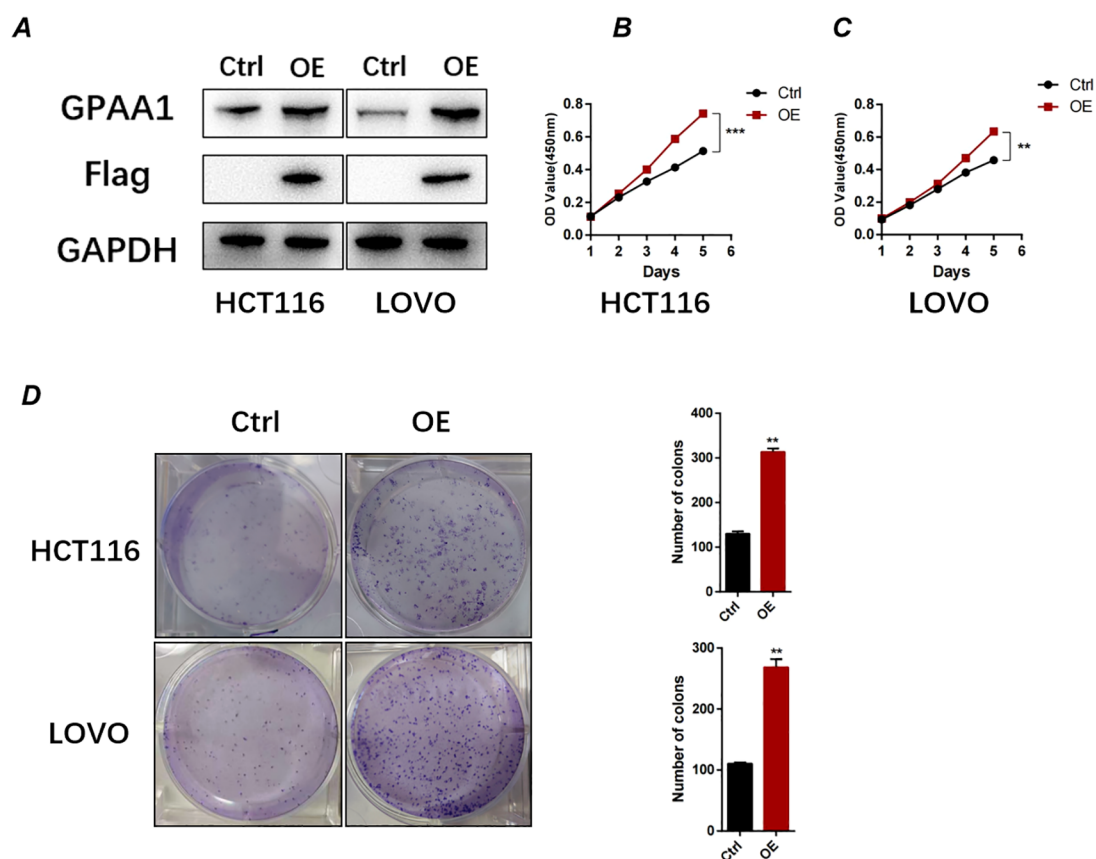 A
Ctrl OE Ctrl OE
GPAA1
Flag
GAPDH
HCT116 LOVO
B
Ctrl
OE
OD Value(450nm)
0.8
0.6
0.4
0.2
0.0
***
1 2 3 4 5 6
Days
HCT116
C
Ctrl
OE
OD Value(450nm)
0.8
0.6
0.4
0.2
0.0
**
1 2 3 4 5 6
Days
LOVO
D
Ctrl OE
HCT116
LOVO
Number of colons
400
300
200
100
0
**
Ctrl OE
Number of colons
300
200
100
0
**
Ctrl OE